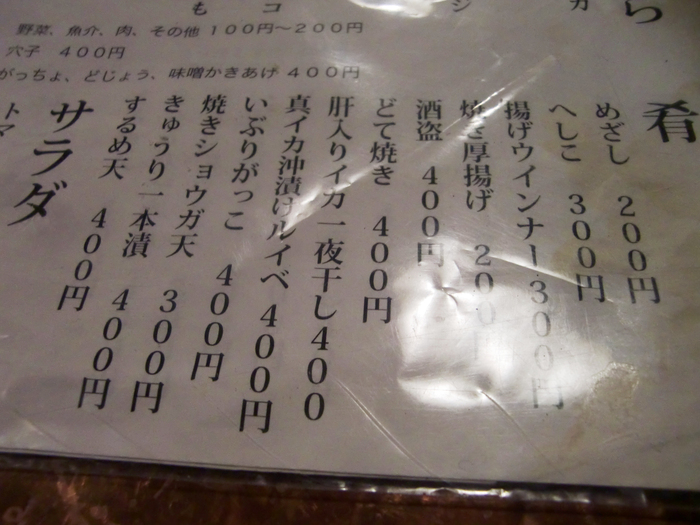 も コ シ カ ら
野菜、魚介、肉、その他 100円～200円
穴子 400円
がっちょ、どじょう、味噌かきあげ 400円
肴
めざし 200円
へしこ 300円
揚げウインナー 300円
焼き厚揚げ 200円
酒盗 400円
どて焼き 400円
肝入りイカ一夜干し 400
真イカ沖漬けルイベ 400円
いぶりがっこ 400円
焼きショウガ天 300円
きゅうり一本漬 400円
するめ天 400円
サラダ
トマ